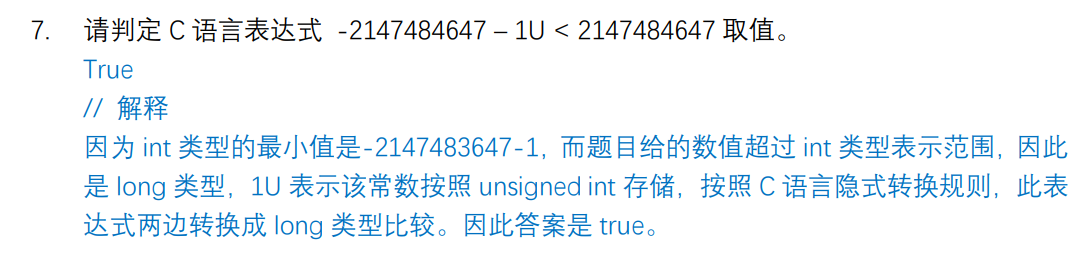 7. 请判定 C 语言表达式 -2147484647 – 1U < 2147484647 取值。
True
// 解释
因为 int 类型的最小值是-2147483647-1, 而题目给的数值超过 int 类型表示范围, 因此
是 long 类型, 1U 表示该常数按照 unsigned int 存储, 按照 C 语言隐式转换规则, 此表
达式两边转换成 long 类型比较。因此答案是 true。